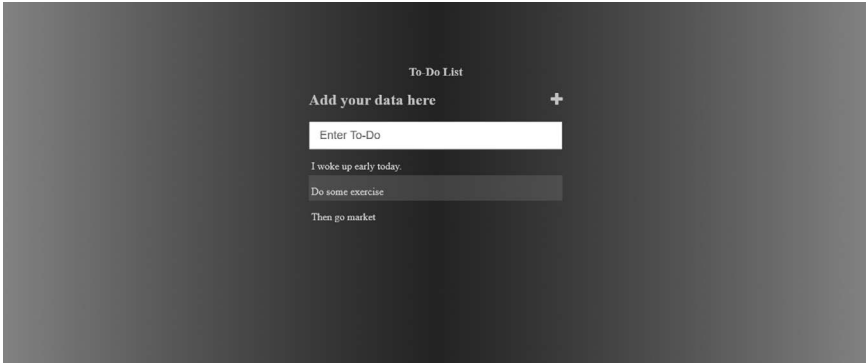 To-Do List
Add your data here
Enter To-Do
I woke up early today.
Do some exercise
Then go market